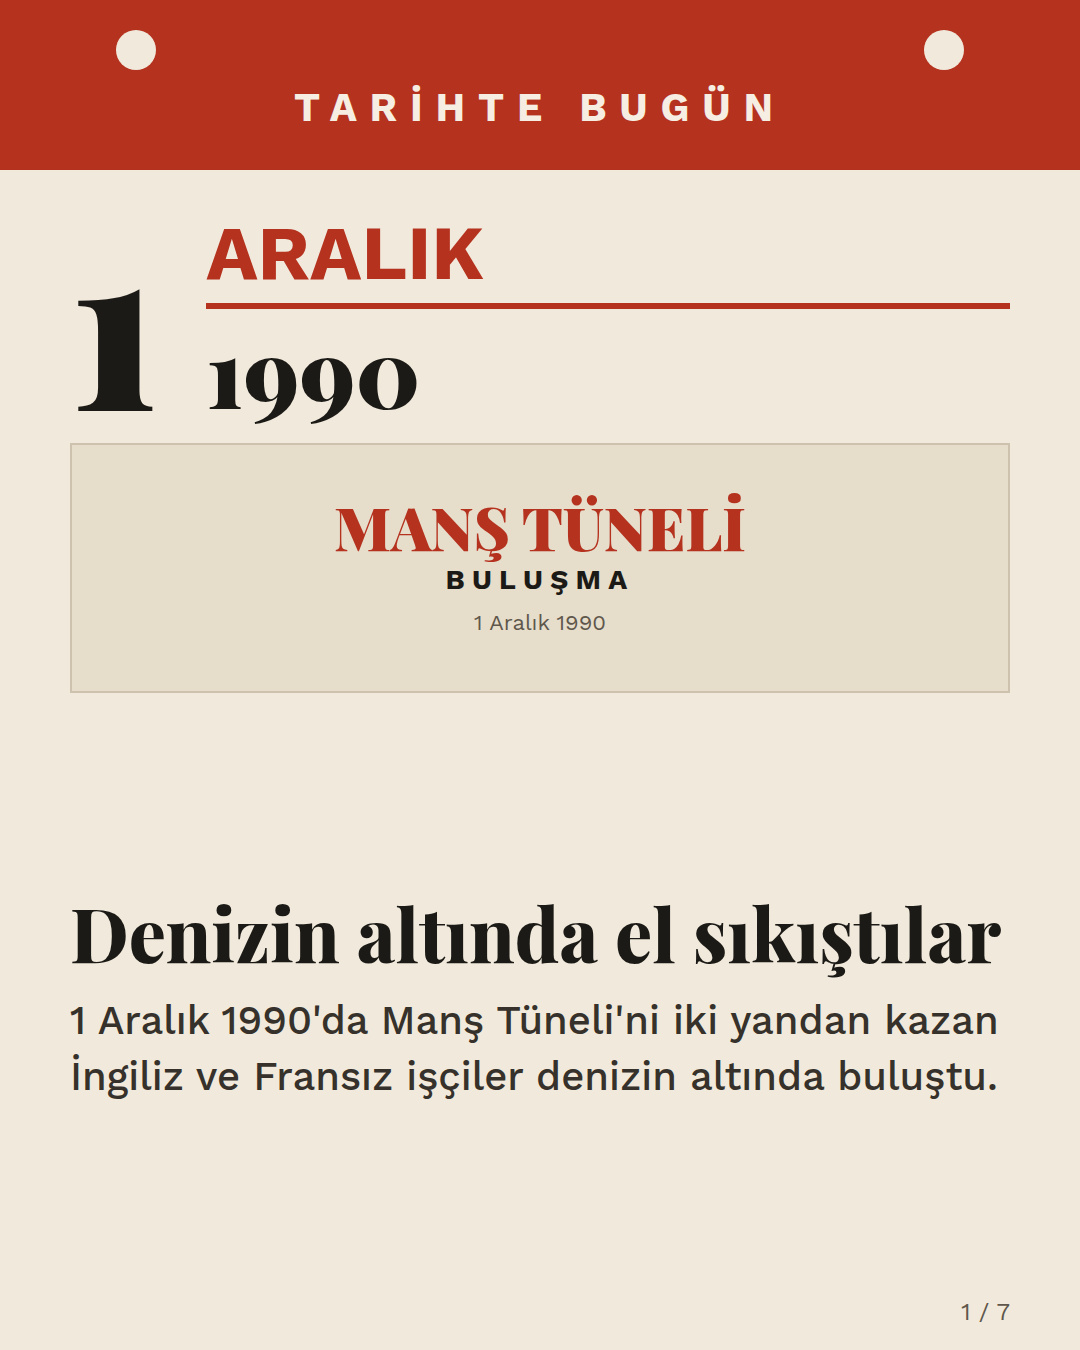 TARİHTE BUGÜN
1
ARALIK
1990
MANŞ TÜNELİ
BULUŞMA
1 Aralık 1990
Denizin altında el sıkıştılar
1 Aralık 1990'da Manş Tüneli'ni iki yandan kazan
İngiliz ve Fransız işçiler denizin altında buluştu.
1 / 7